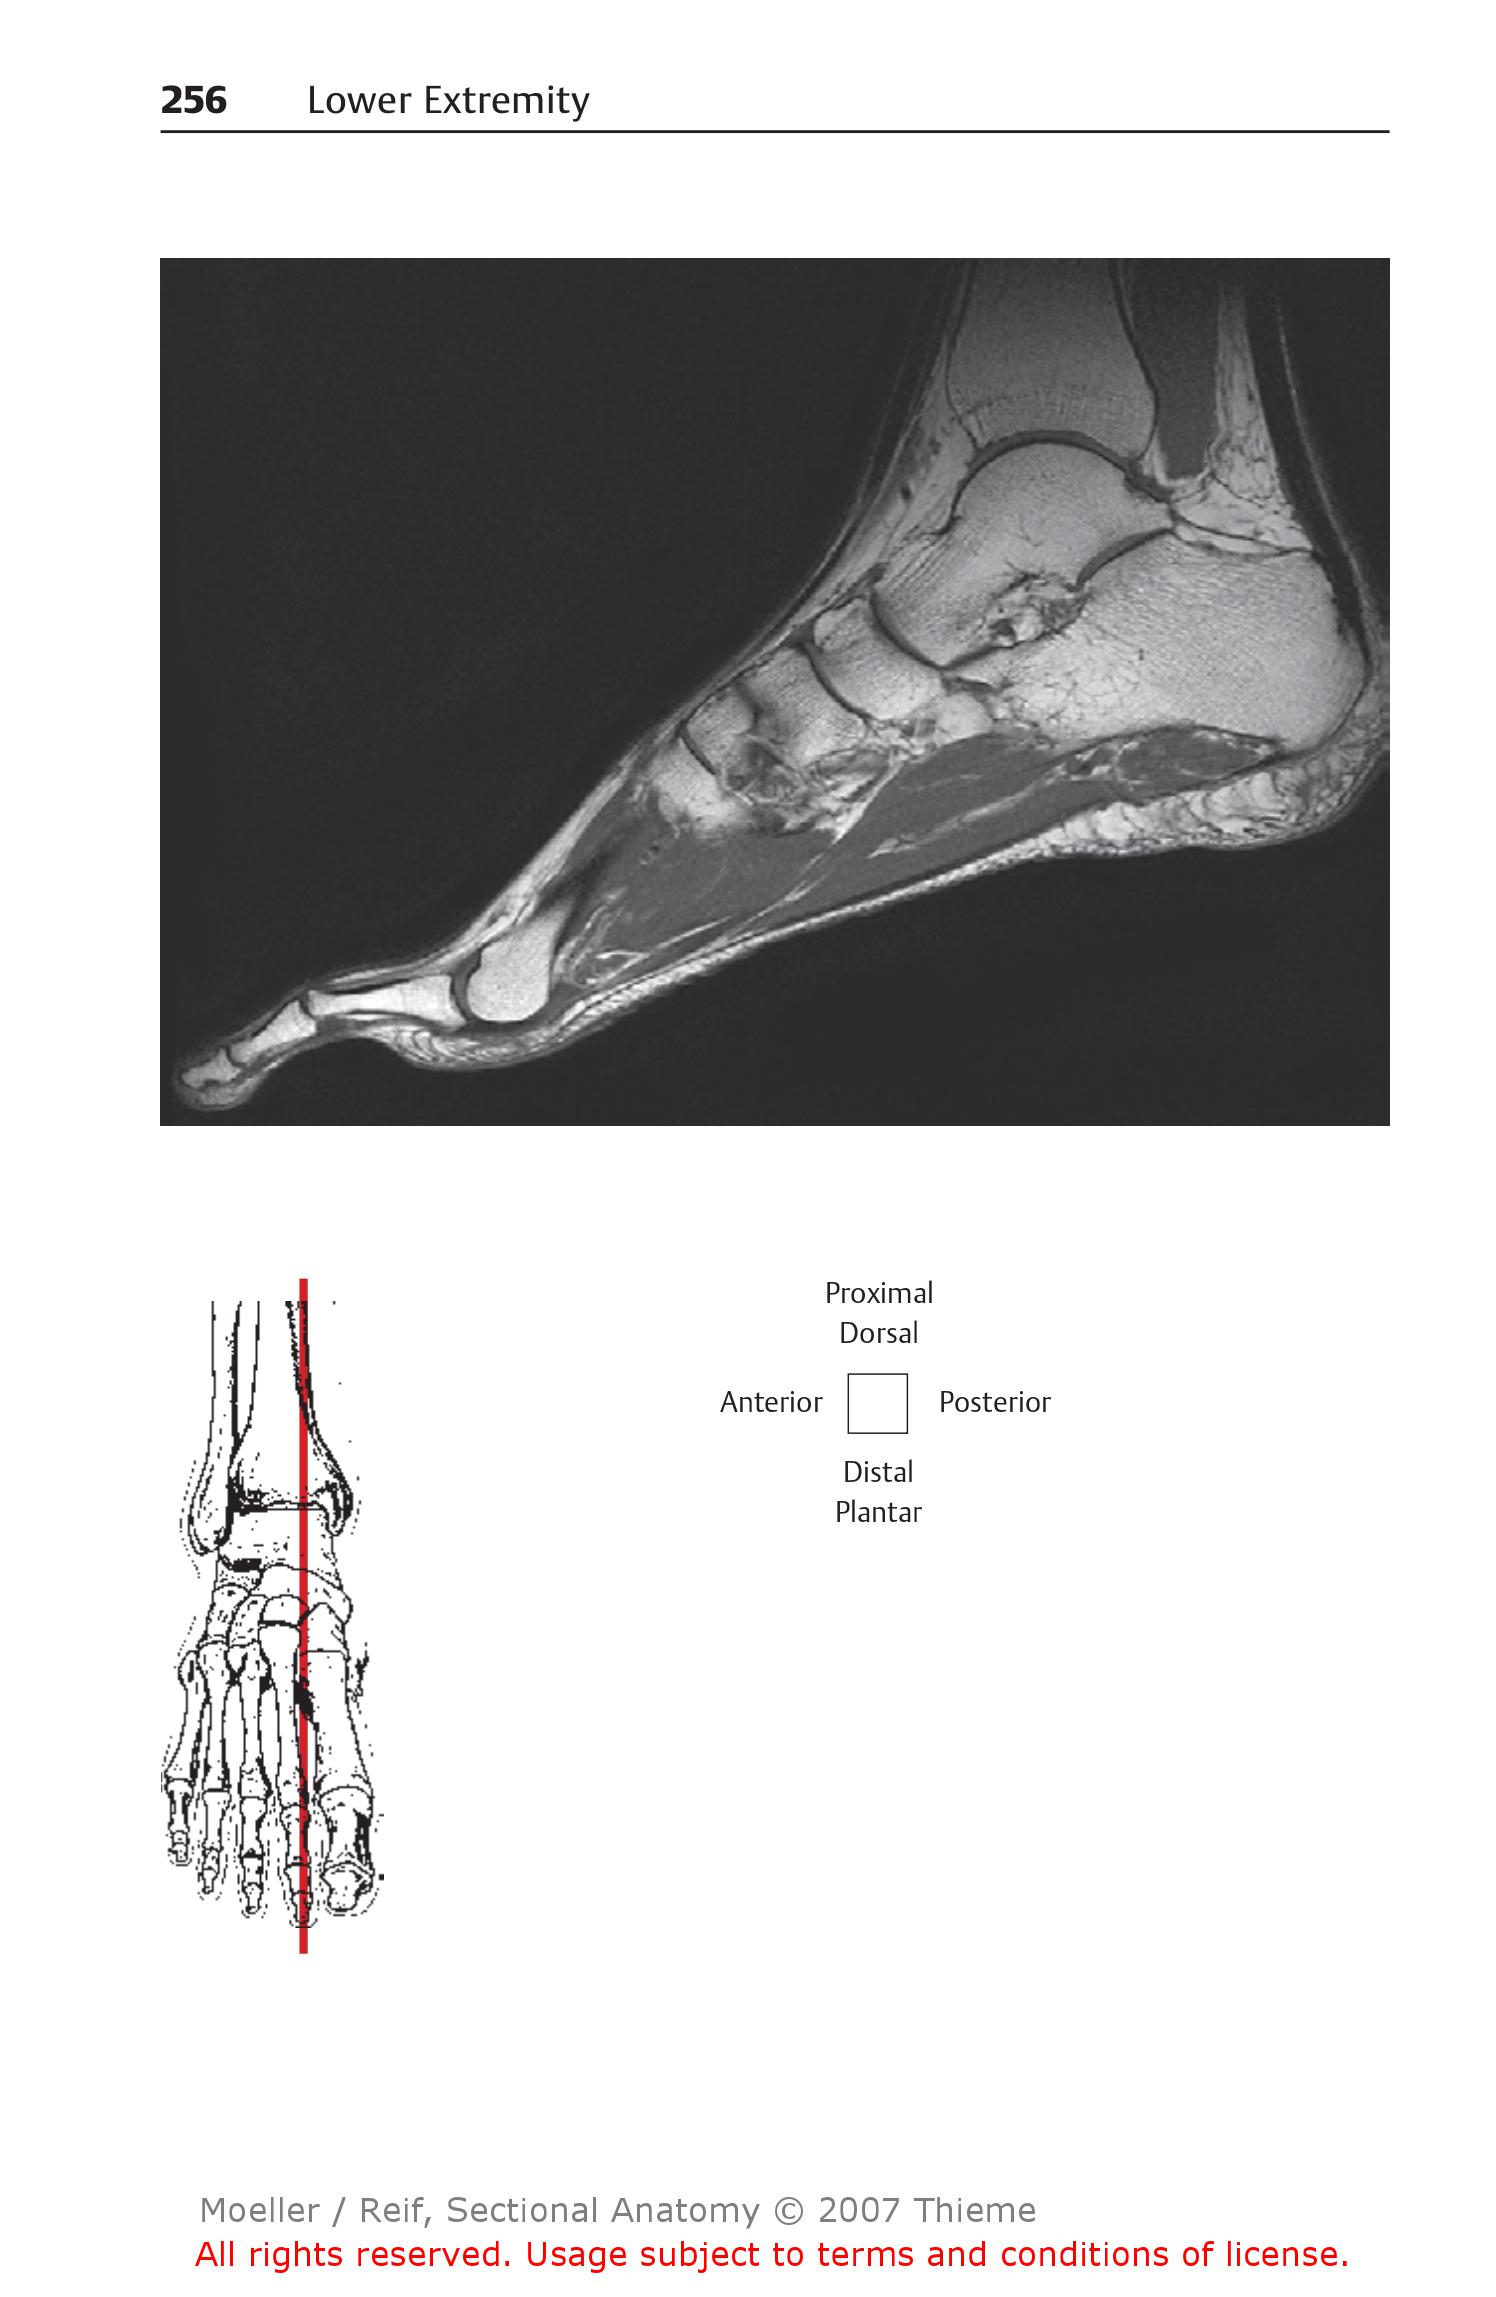 256 Lower Extremity
Proximal
Dorsal
Anterior Posterior
Distal
Plantar
Moeller / Reif, Sectional Anatomy © 2007 Thieme
All rights reserved. Usage subject to terms and conditions of license.